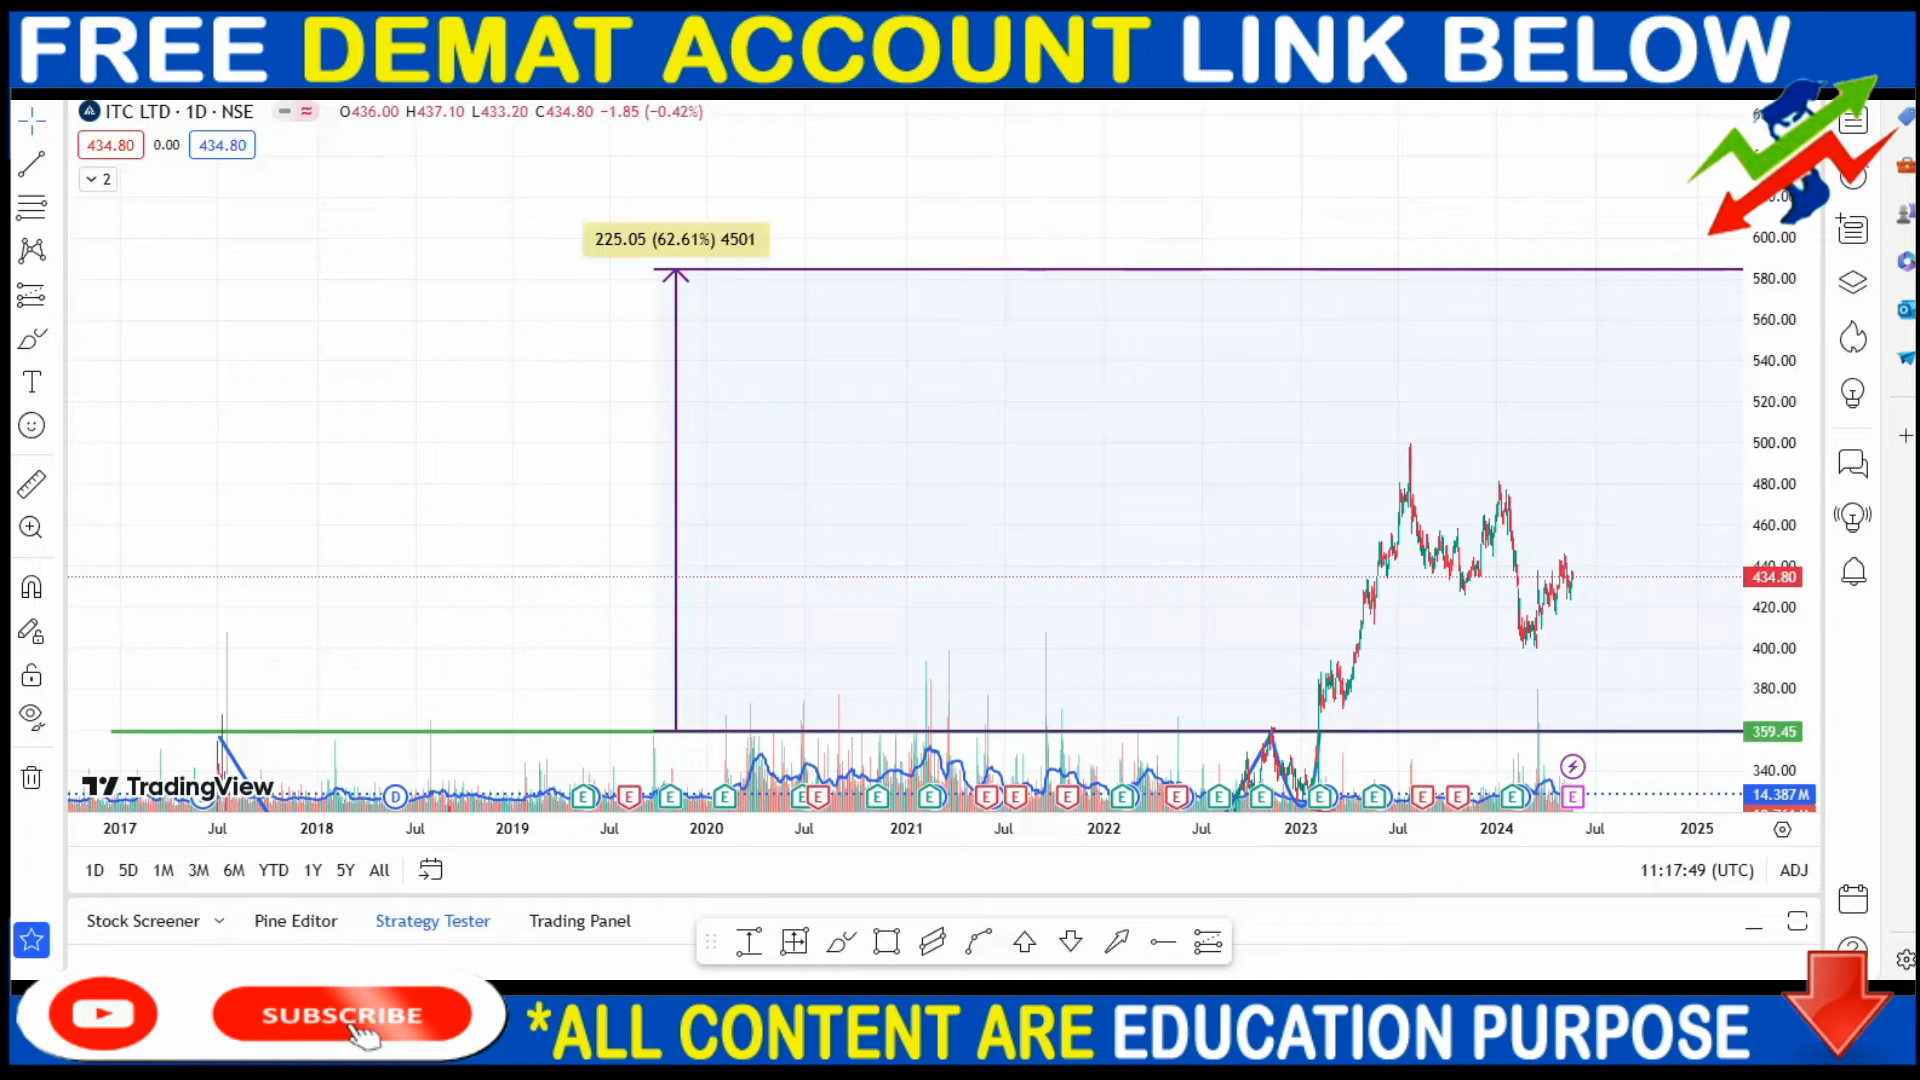 FREE DEMAT ACCOUNT LINK BELOW
ITC LTD · 1D · NSE
O436.00 H437.10 L433.20 C434.80 −1.85 (−0.42%)
434.80 0.00 434.80
2
225.05 (62.61%) 4501
600.00
580.00
560.00
540.00
520.00
500.00
480.00
460.00
440.00
434.80
420.00
400.00
380.00
359.45
340.00
14.387M
TradingView
D E E E E E E E E E E E E E E E E E E E E E
2017 Jul 2018 Jul 2019 Jul 2020 Jul 2021 Jul 2022 Jul 2023 Jul 2024 Jul 2025
1D 5D 1M 3M 6M YTD 1Y 5Y All
11:17:49 (UTC) ADJ
Stock Screener Pine Editor Strategy Tester Trading Panel
SUBSCRIBE
*ALL CONTENT ARE EDUCATION PURPOSE